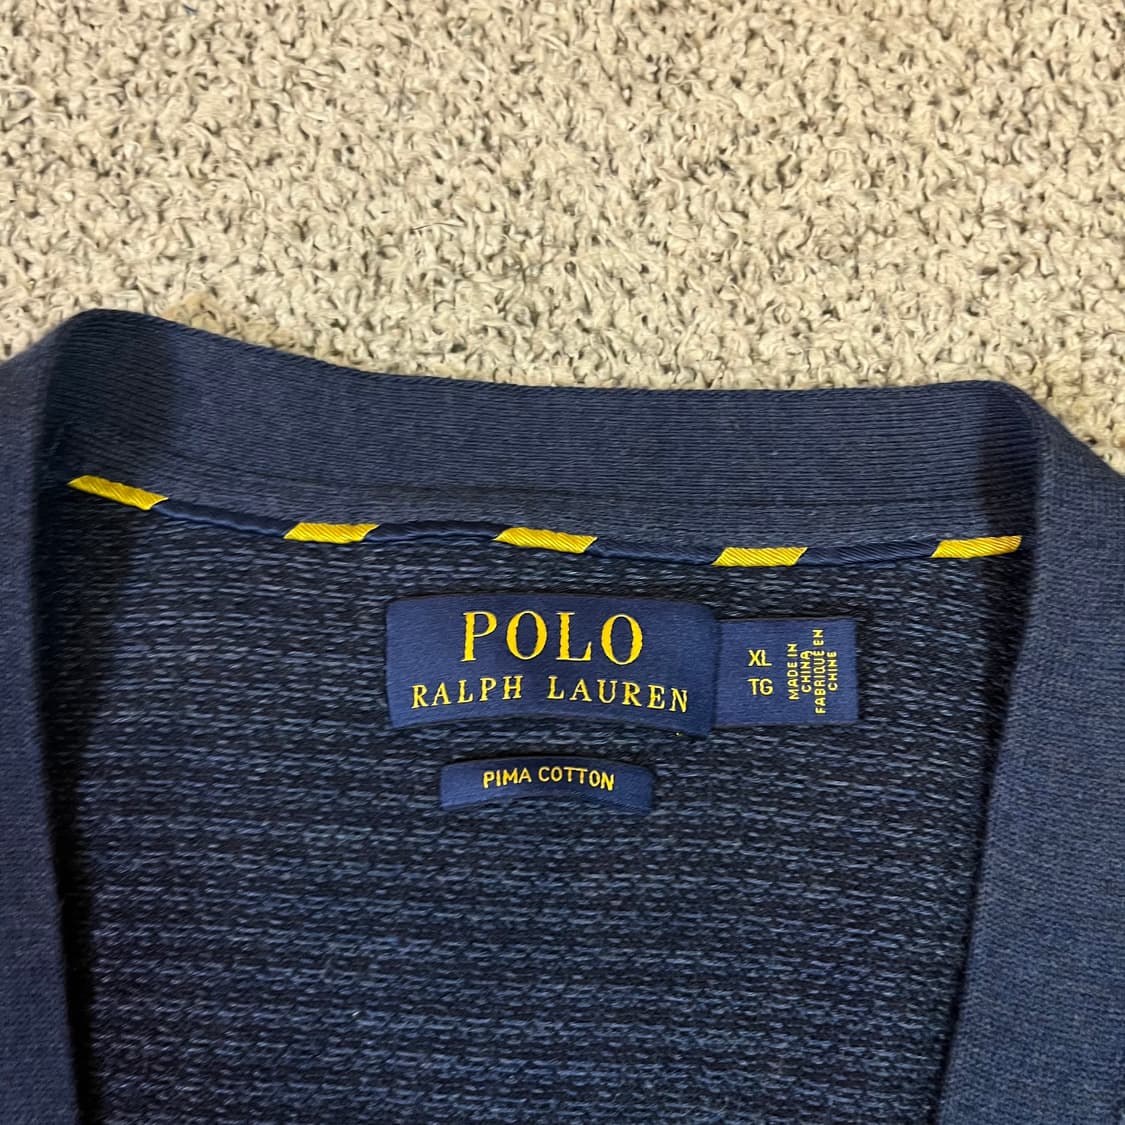 POLO
RALPH LAUREN
XL
TG
MADE IN
CHINA
FABRIQUÉ EN
CHINE
PIMA COTTON